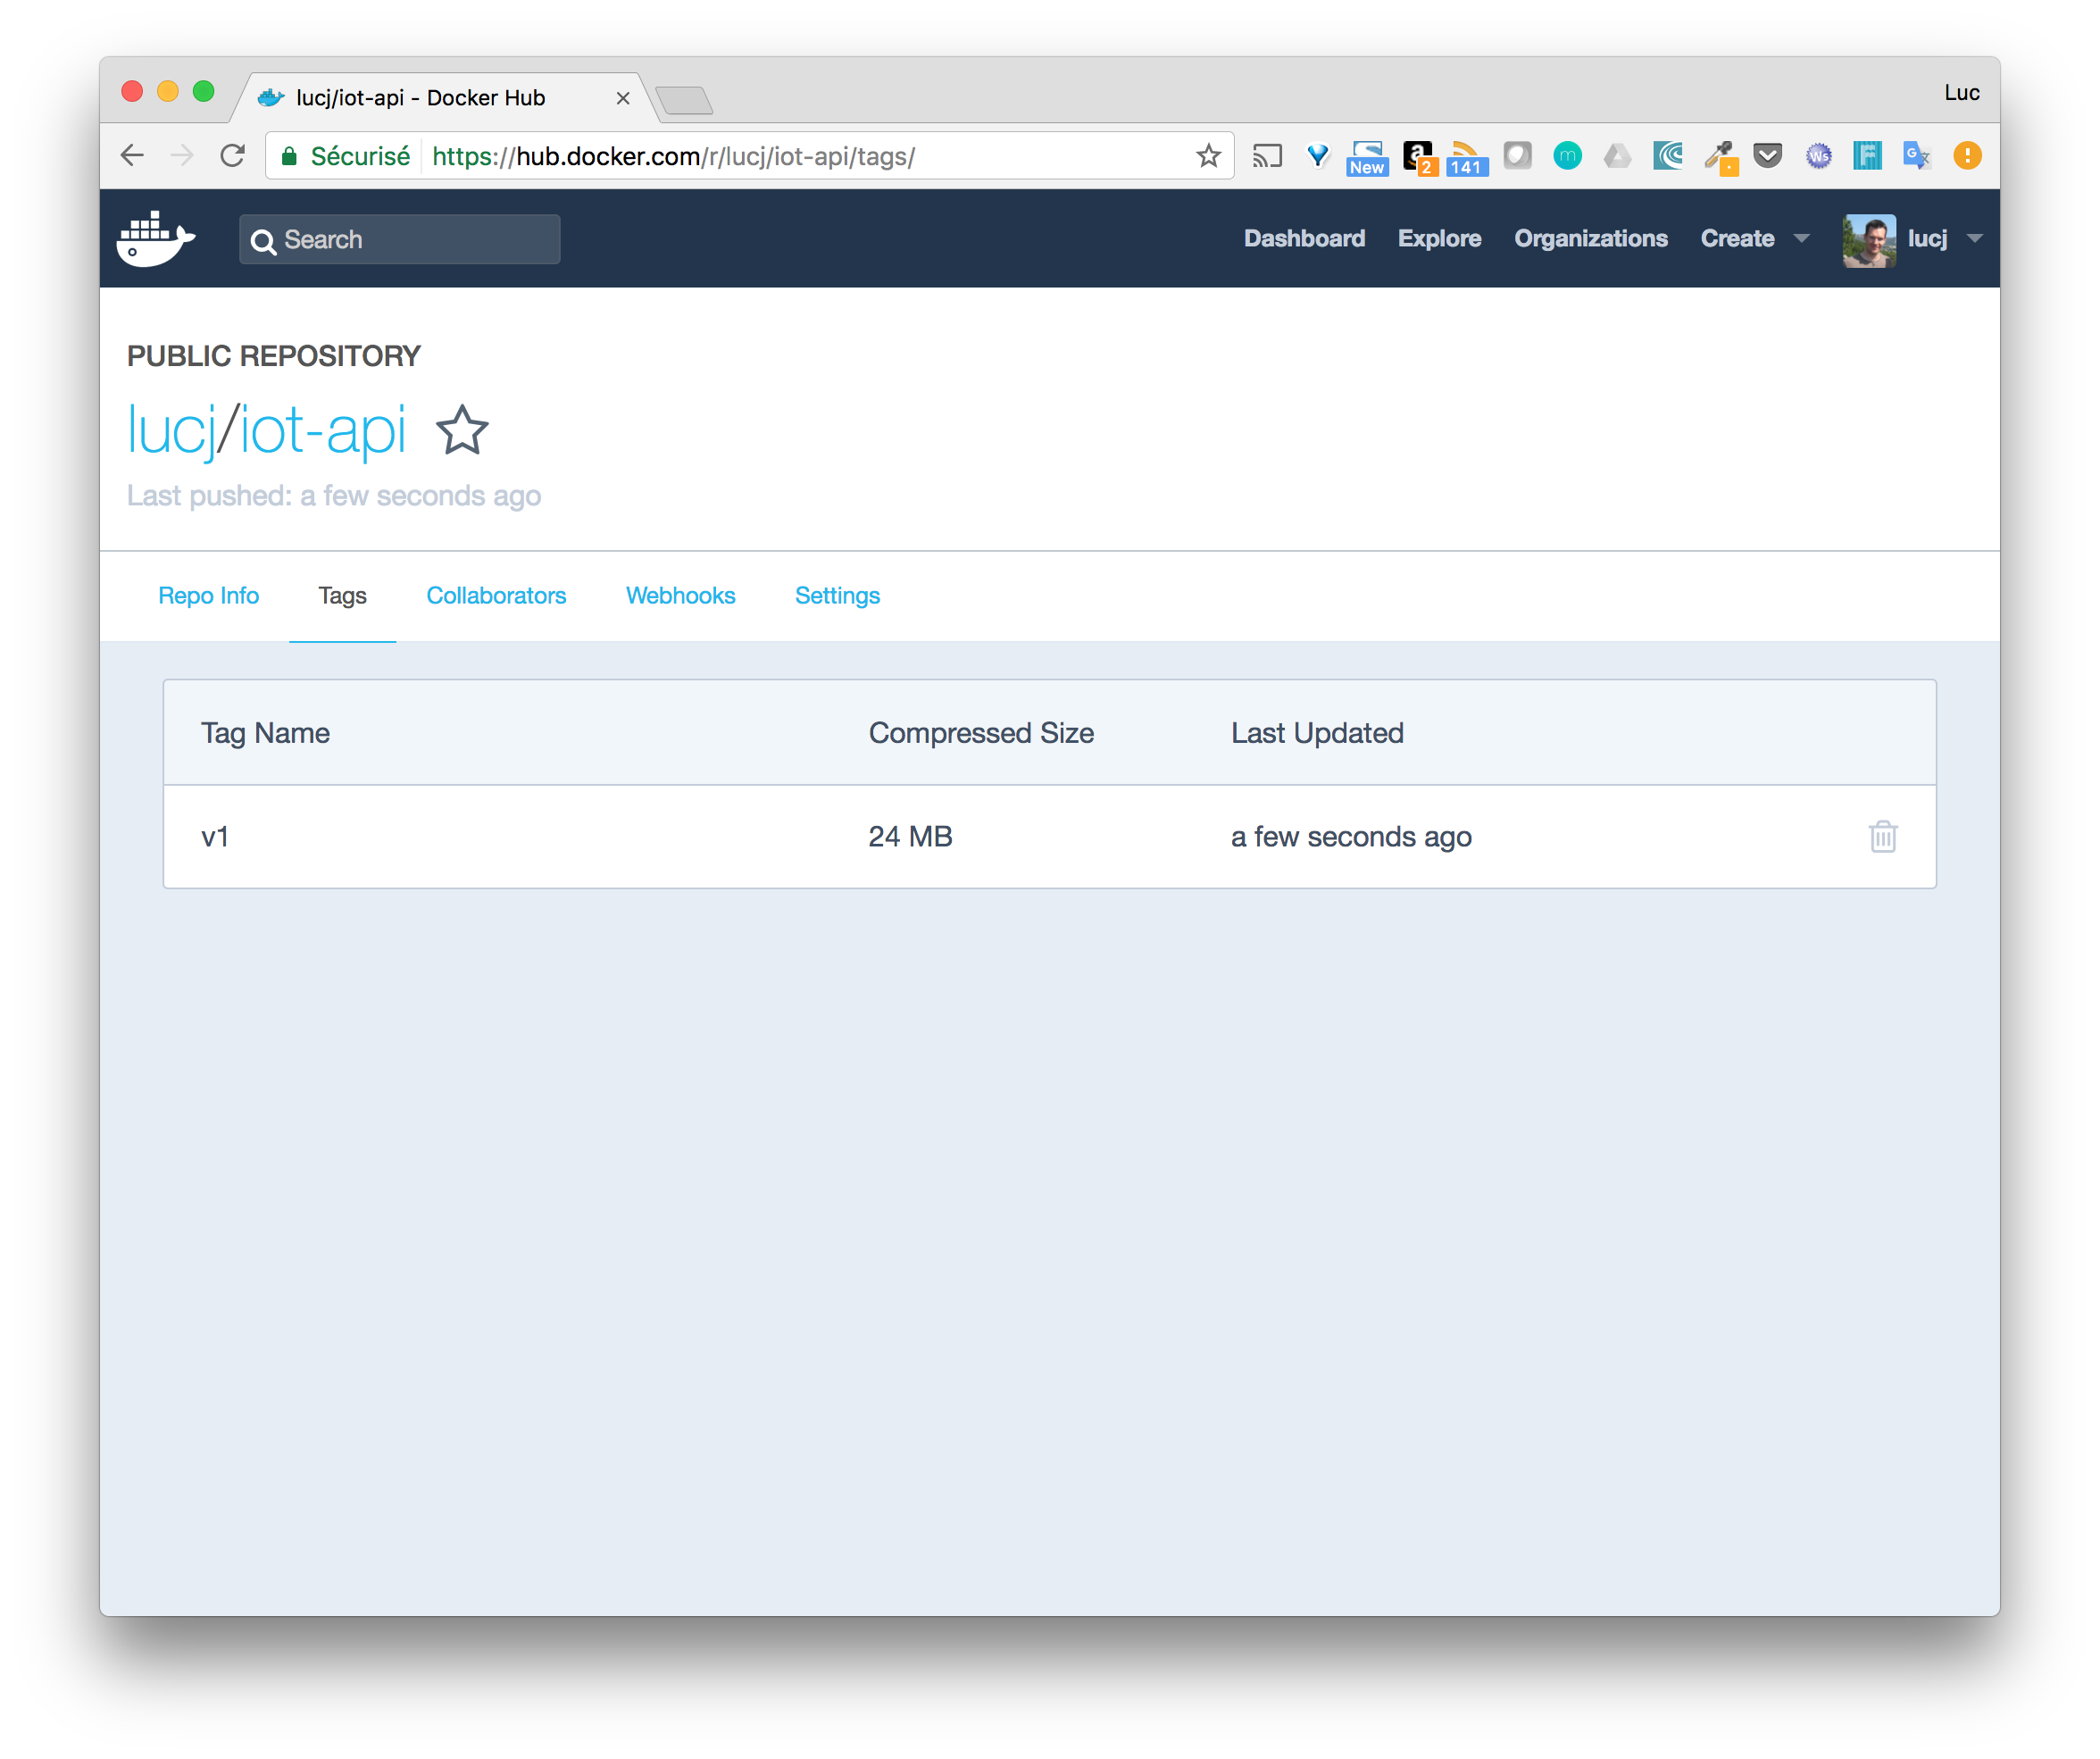 lucj/iot-api - Docker Hub
Luc
Sécurisé https://hub.docker.com/r/lucj/iot-api/tags/
New 2 141 m Ws F G
Search Dashboard Explore Organizations Create lucj
PUBLIC REPOSITORY
lucj/iot-api
Last pushed: a few seconds ago
Repo Info Tags Collaborators Webhooks Settings
Tag Name Compressed Size Last Updated
v1 24 MB a few seconds ago